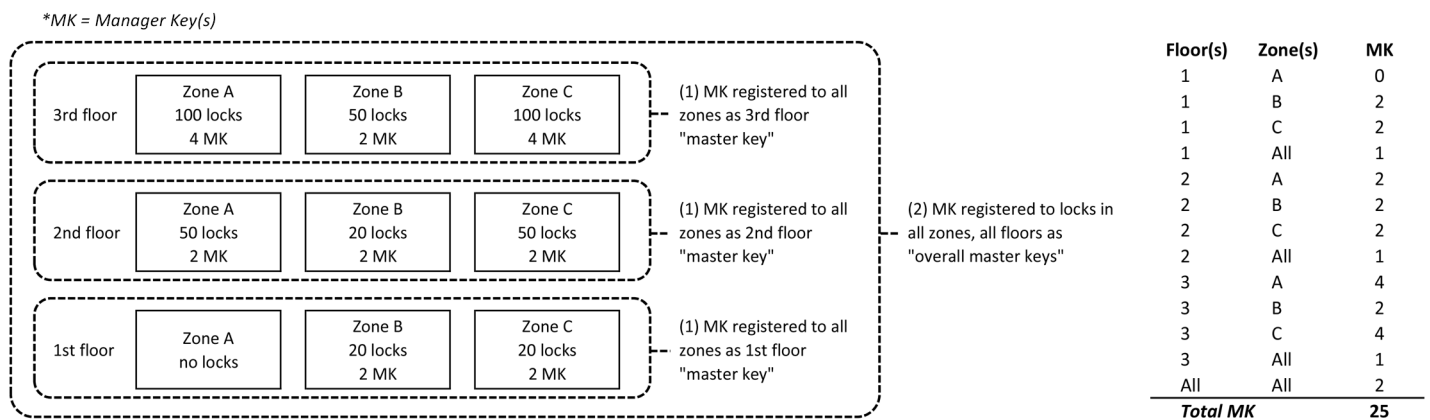 *MK = Manager Key(s)
3rd floor
Zone A
100 locks
4 MK
Zone B
50 locks
2 MK
Zone C
100 locks
4 MK
(1) MK registered to all
zones as 3rd floor
"master key"
2nd floor
Zone A
50 locks
2 MK
Zone B
20 locks
2 MK
Zone C
50 locks
2 MK
(1) MK registered to all
zones as 2nd floor
"master key"
1st floor
Zone A
no locks
Zone B
20 locks
2 MK
Zone C
20 locks
2 MK
(1) MK registered to all
zones as 1st floor
"master key"
(2) MK registered to locks in
all zones, all floors as
"overall master keys"
Floor(s) Zone(s) MK
1 A 0
1 B 2
1 C 2
1 All 1
2 A 2
2 B 2
2 C 2
2 All 1
3 A 4
3 B 2
3 C 4
3 All 1
All All 2
Total MK 25